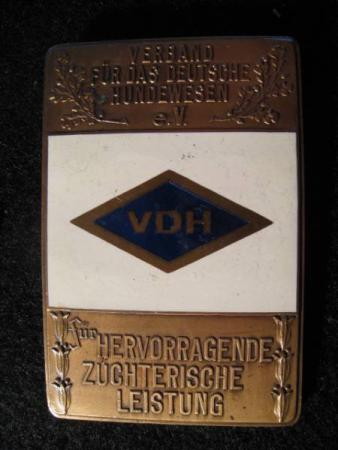 VERBAND
FÜR DAS DEUTSCHE
HUNDEWESEN
e.V.
VDH
Für
HERVORRAGENDE
ZÜCHTERISCHE
LEISTUNG